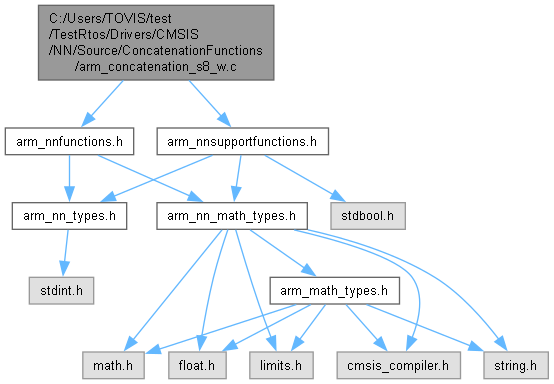 C:/Users/TOVIS/test
/TestRtos/Drivers/CMSIS
/NN/Source/ConcatenationFunctions
/arm_concatenation_s8_w.c
arm_nnfunctions.h
arm_nnsupportfunctions.h
arm_nn_types.h
arm_nn_math_types.h
stdbool.h
stdint.h
arm_math_types.h
math.h
float.h
limits.h
cmsis_compiler.h
string.h